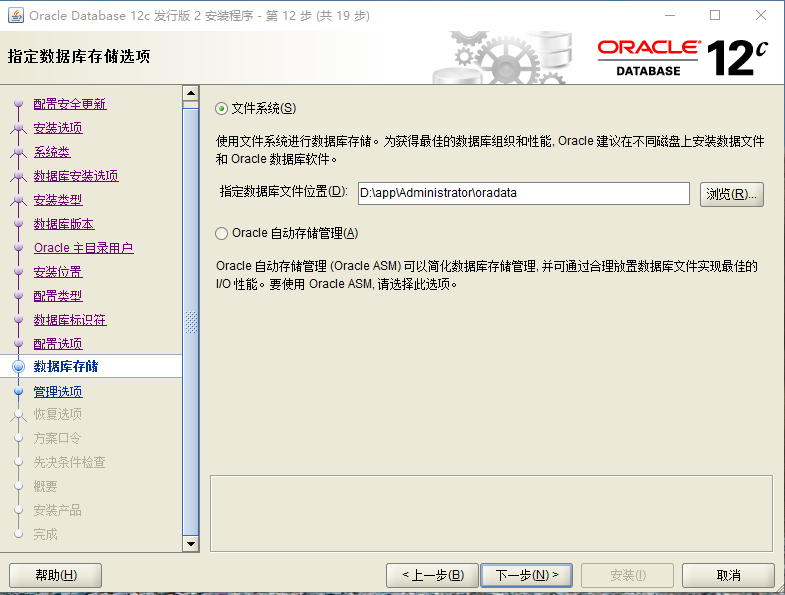 Oracle Database 12c 发行版 2 安装程序 - 第 12 步 (共 19 步)
指定数据库存储选项
ORACLE®
DATABASE
12c
配置安全更新
安装选项
系统类
数据库安装选项
安装类型
数据库版本
Oracle 主目录用户
安装位置
配置类型
数据库标识符
配置选项
数据库存储
管理选项
恢复选项
方案口令
先决条件检查
概要
安装产品
完成
文件系统(S)
使用文件系统进行数据库存储。为获得最佳的数据库组织和性能, Oracle 建议在不同磁盘上安装数据文件
和 Oracle 数据库软件。
指定数据库文件位置(D): D:\app\Administrator\oradata 浏览(R)...
Oracle 自动存储管理(A)
Oracle 自动存储管理 (Oracle ASM) 可以简化数据库存储管理, 并可通过合理放置数据库文件实现最佳的
I/O 性能。要使用 Oracle ASM, 请选择此选项。
帮助(H) < 上一步(B) 下一步(N) > 安装(I) 取消